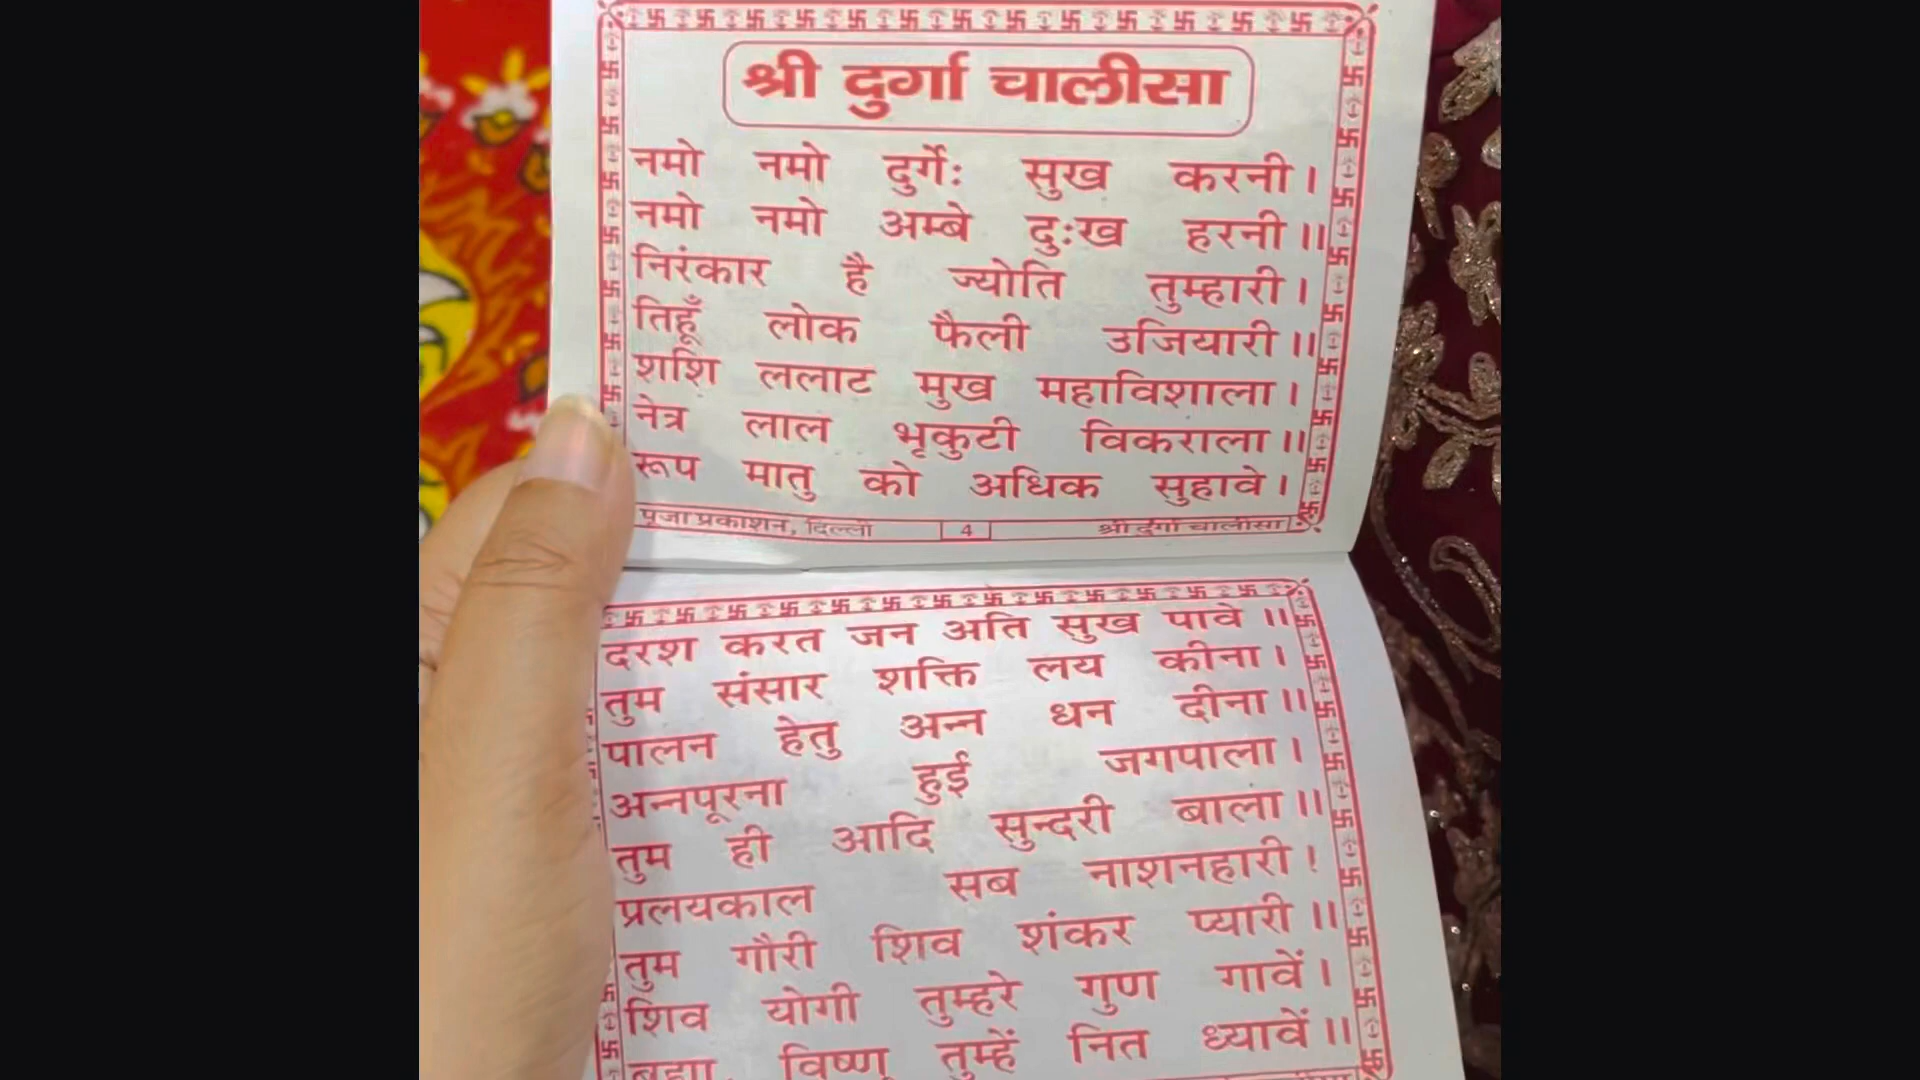 श्री दुर्गा चालीसा
नमो नमो दुर्गेः सुख करनी।
नमो नमो अम्बे दुःख हरनी॥
निरंकार है ज्योति तुम्हारी।
तिहूँ लोक फैली उजियारी॥
शशि ललाट मुख महाविशाला।
नेत्र लाल भृकुटी विकराला॥
रूप मातु को अधिक सुहावे।
पूजा प्रकाशन, दिल्ली 4 श्री दुर्गा चालीसा
दरश करत जन अति सुख पावे॥
तुम संसार शक्ति लय कीना।
पालन हेतु अन्न धन दीना॥
अन्नपूरना हुई जगपाला।
तुम ही आदि सुन्दरी बाला॥
प्रलयकाल सब नाशनहारी!
तुम गौरी शिव शंकर प्यारी॥
शिव योगी तुम्हरे गुण गावें।
ब्रह्मा, विष्णु तुम्हें नित ध्यावें॥